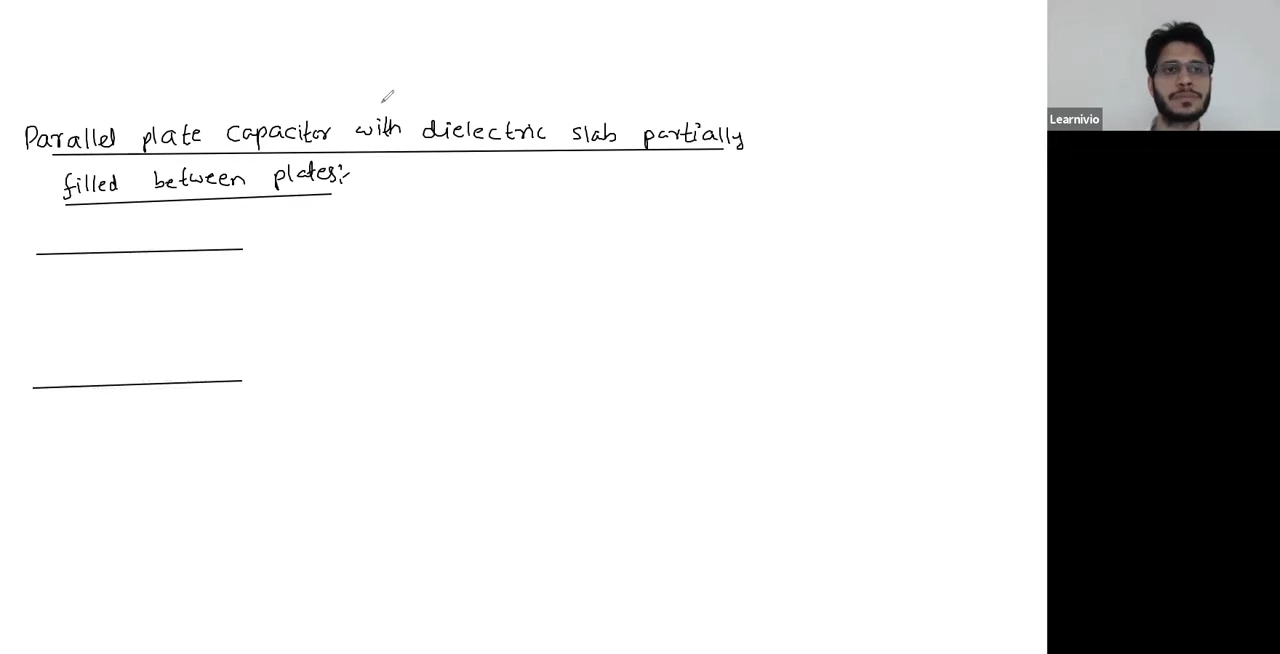 Parallel plate capacitor with dielectric slab partially
filled between plates:-
Learnivio